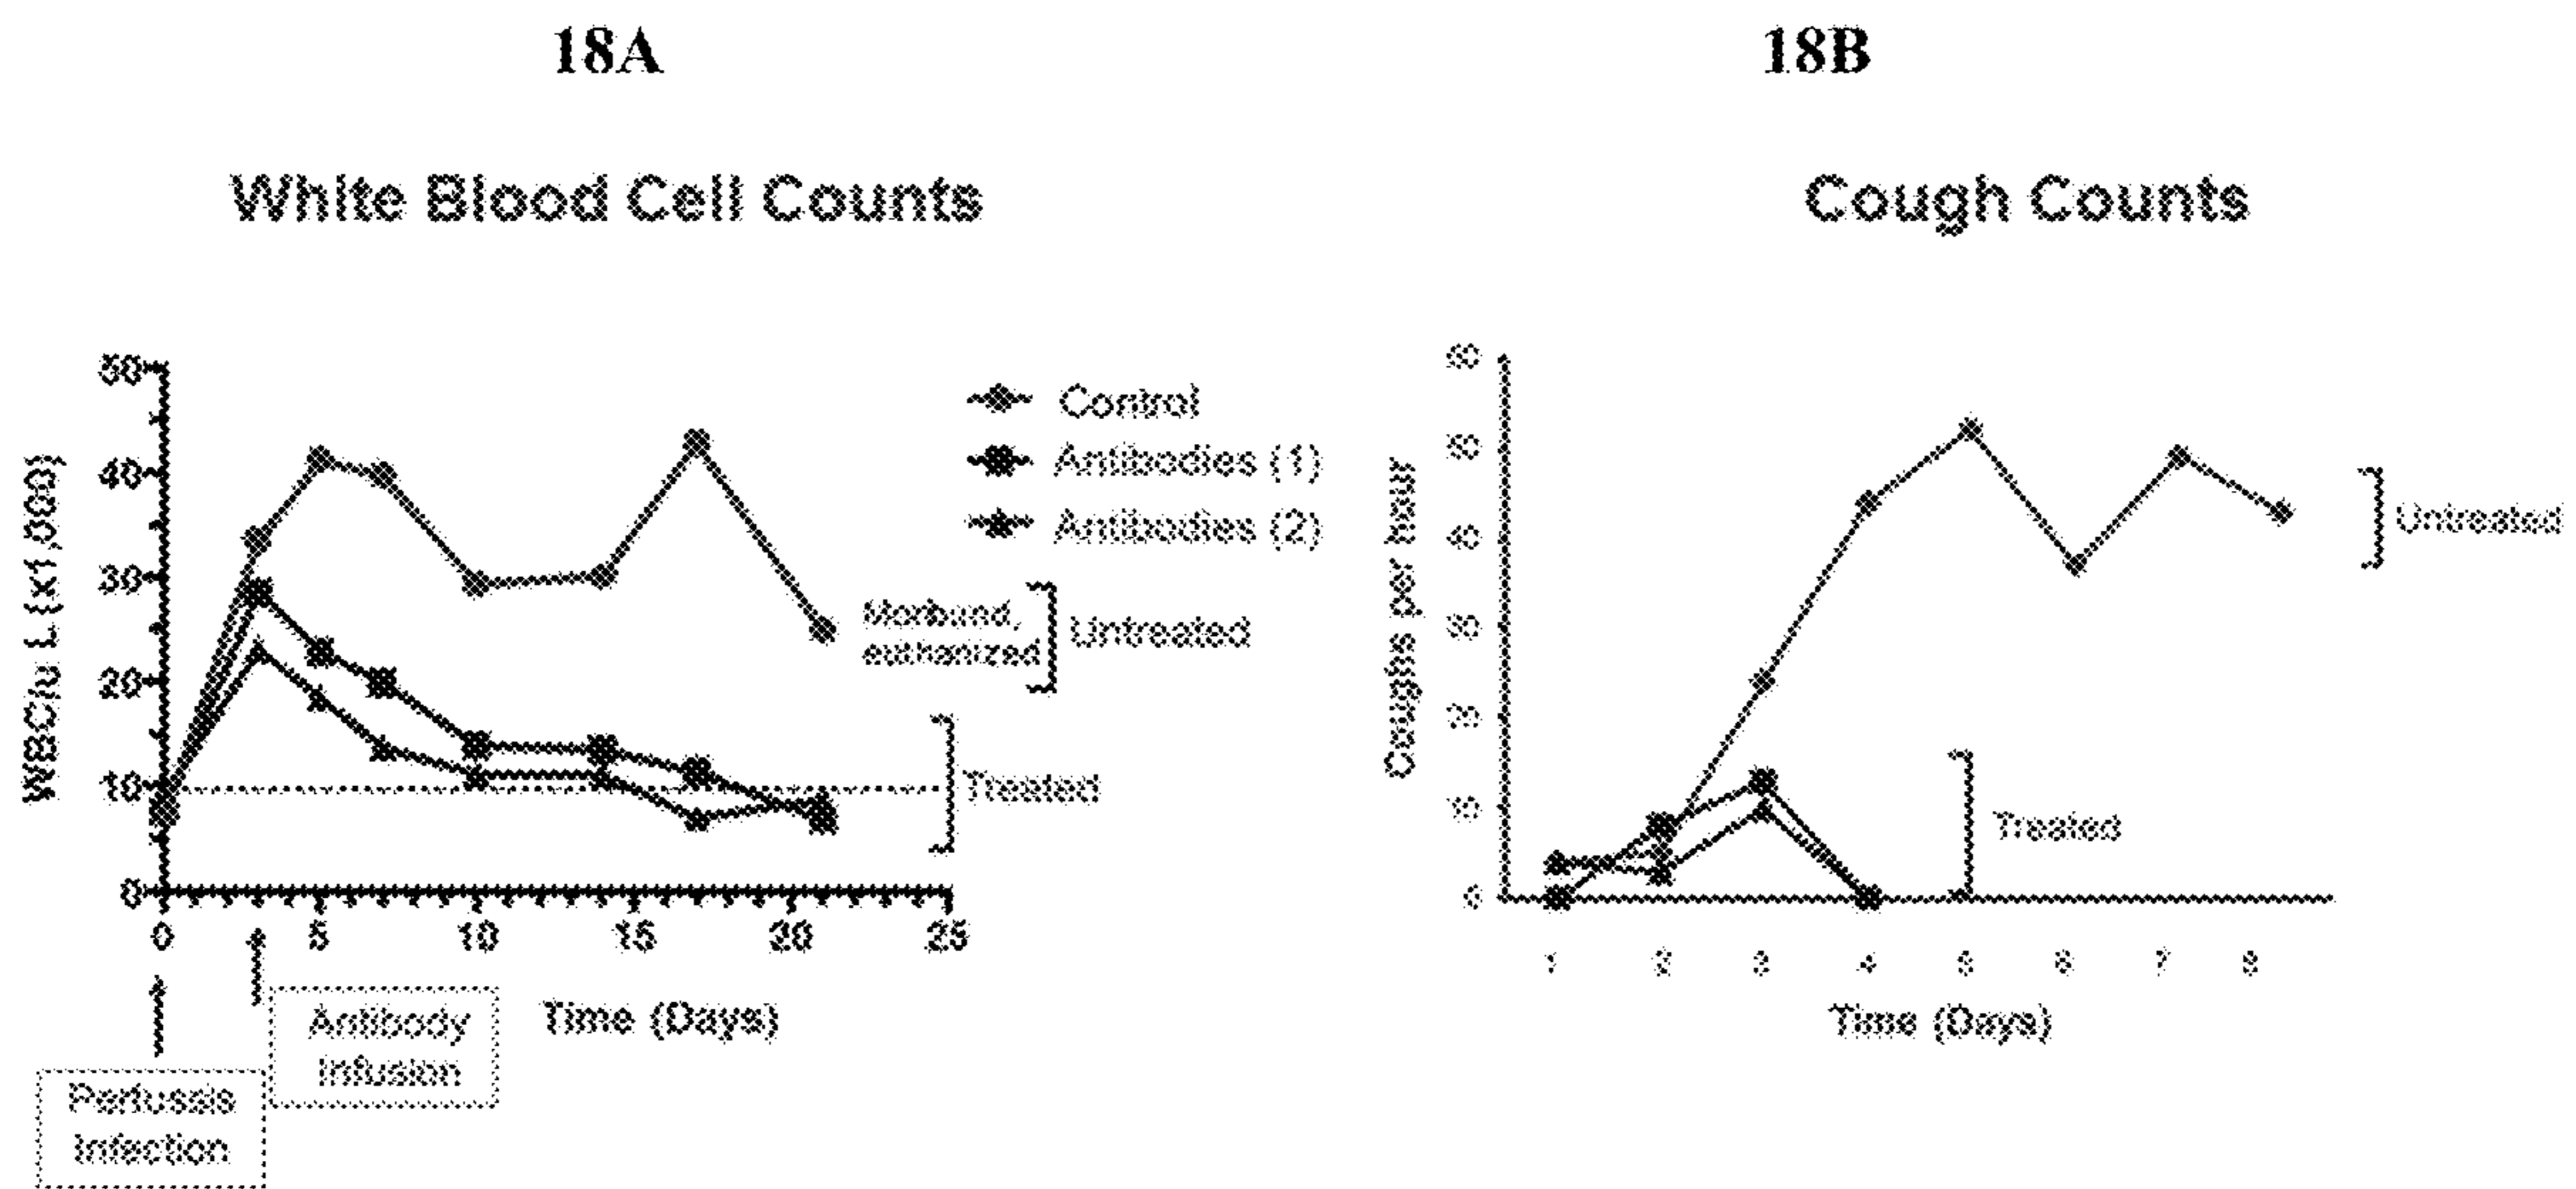 18A
18B
White Blood Cell Counts
Cough Counts
WBC/u L (x1,000)
50
40
30
20
10
0
0 5 10 15 20 25
Time (Days)
Control
Antibodies (1)
Antibodies (2)
Moribund,
euthanized
Untreated
Treated
Antibody
Infusion
Pertussis
Infection
Coughs per hour
60
50
40
30
20
10
0
1 2 3 4 5 6 7 8
Time (Days)
Untreated
Treated